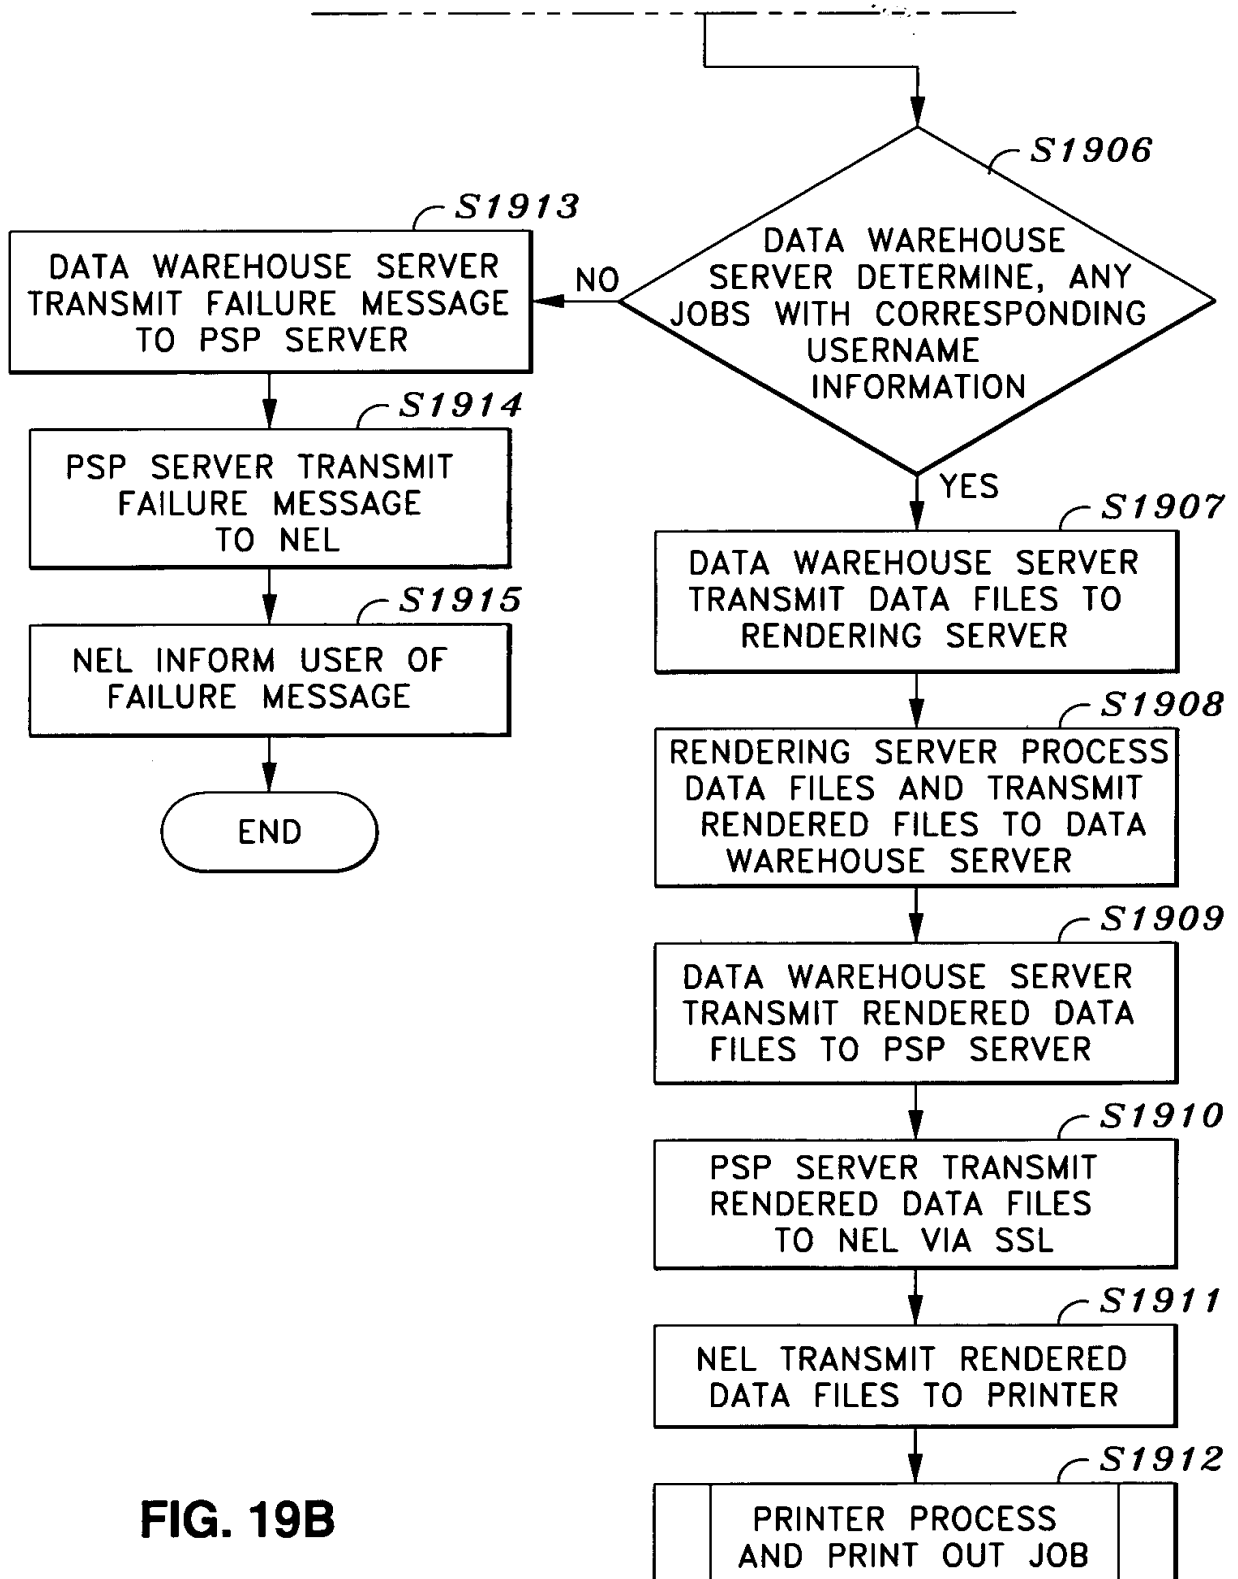 S1906
DATA WAREHOUSE
SERVER DETERMINE, ANY
JOBS WITH CORRESPONDING
USERNAME
INFORMATION
NO
YES
S1913
DATA WAREHOUSE SERVER
TRANSMIT FAILURE MESSAGE
TO PSP SERVER
S1914
PSP SERVER TRANSMIT
FAILURE MESSAGE
TO NEL
S1915
NEL INFORM USER OF
FAILURE MESSAGE
END
S1907
DATA WAREHOUSE SERVER
TRANSMIT DATA FILES TO
RENDERING SERVER
S1908
RENDERING SERVER PROCESS
DATA FILES AND TRANSMIT
RENDERED FILES TO DATA
WAREHOUSE SERVER
S1909
DATA WAREHOUSE SERVER
TRANSMIT RENDERED DATA
FILES TO PSP SERVER
S1910
PSP SERVER TRANSMIT
RENDERED DATA FILES
TO NEL VIA SSL
S1911
NEL TRANSMIT RENDERED
DATA FILES TO PRINTER
S1912
PRINTER PROCESS
AND PRINT OUT JOB
FIG. 19B